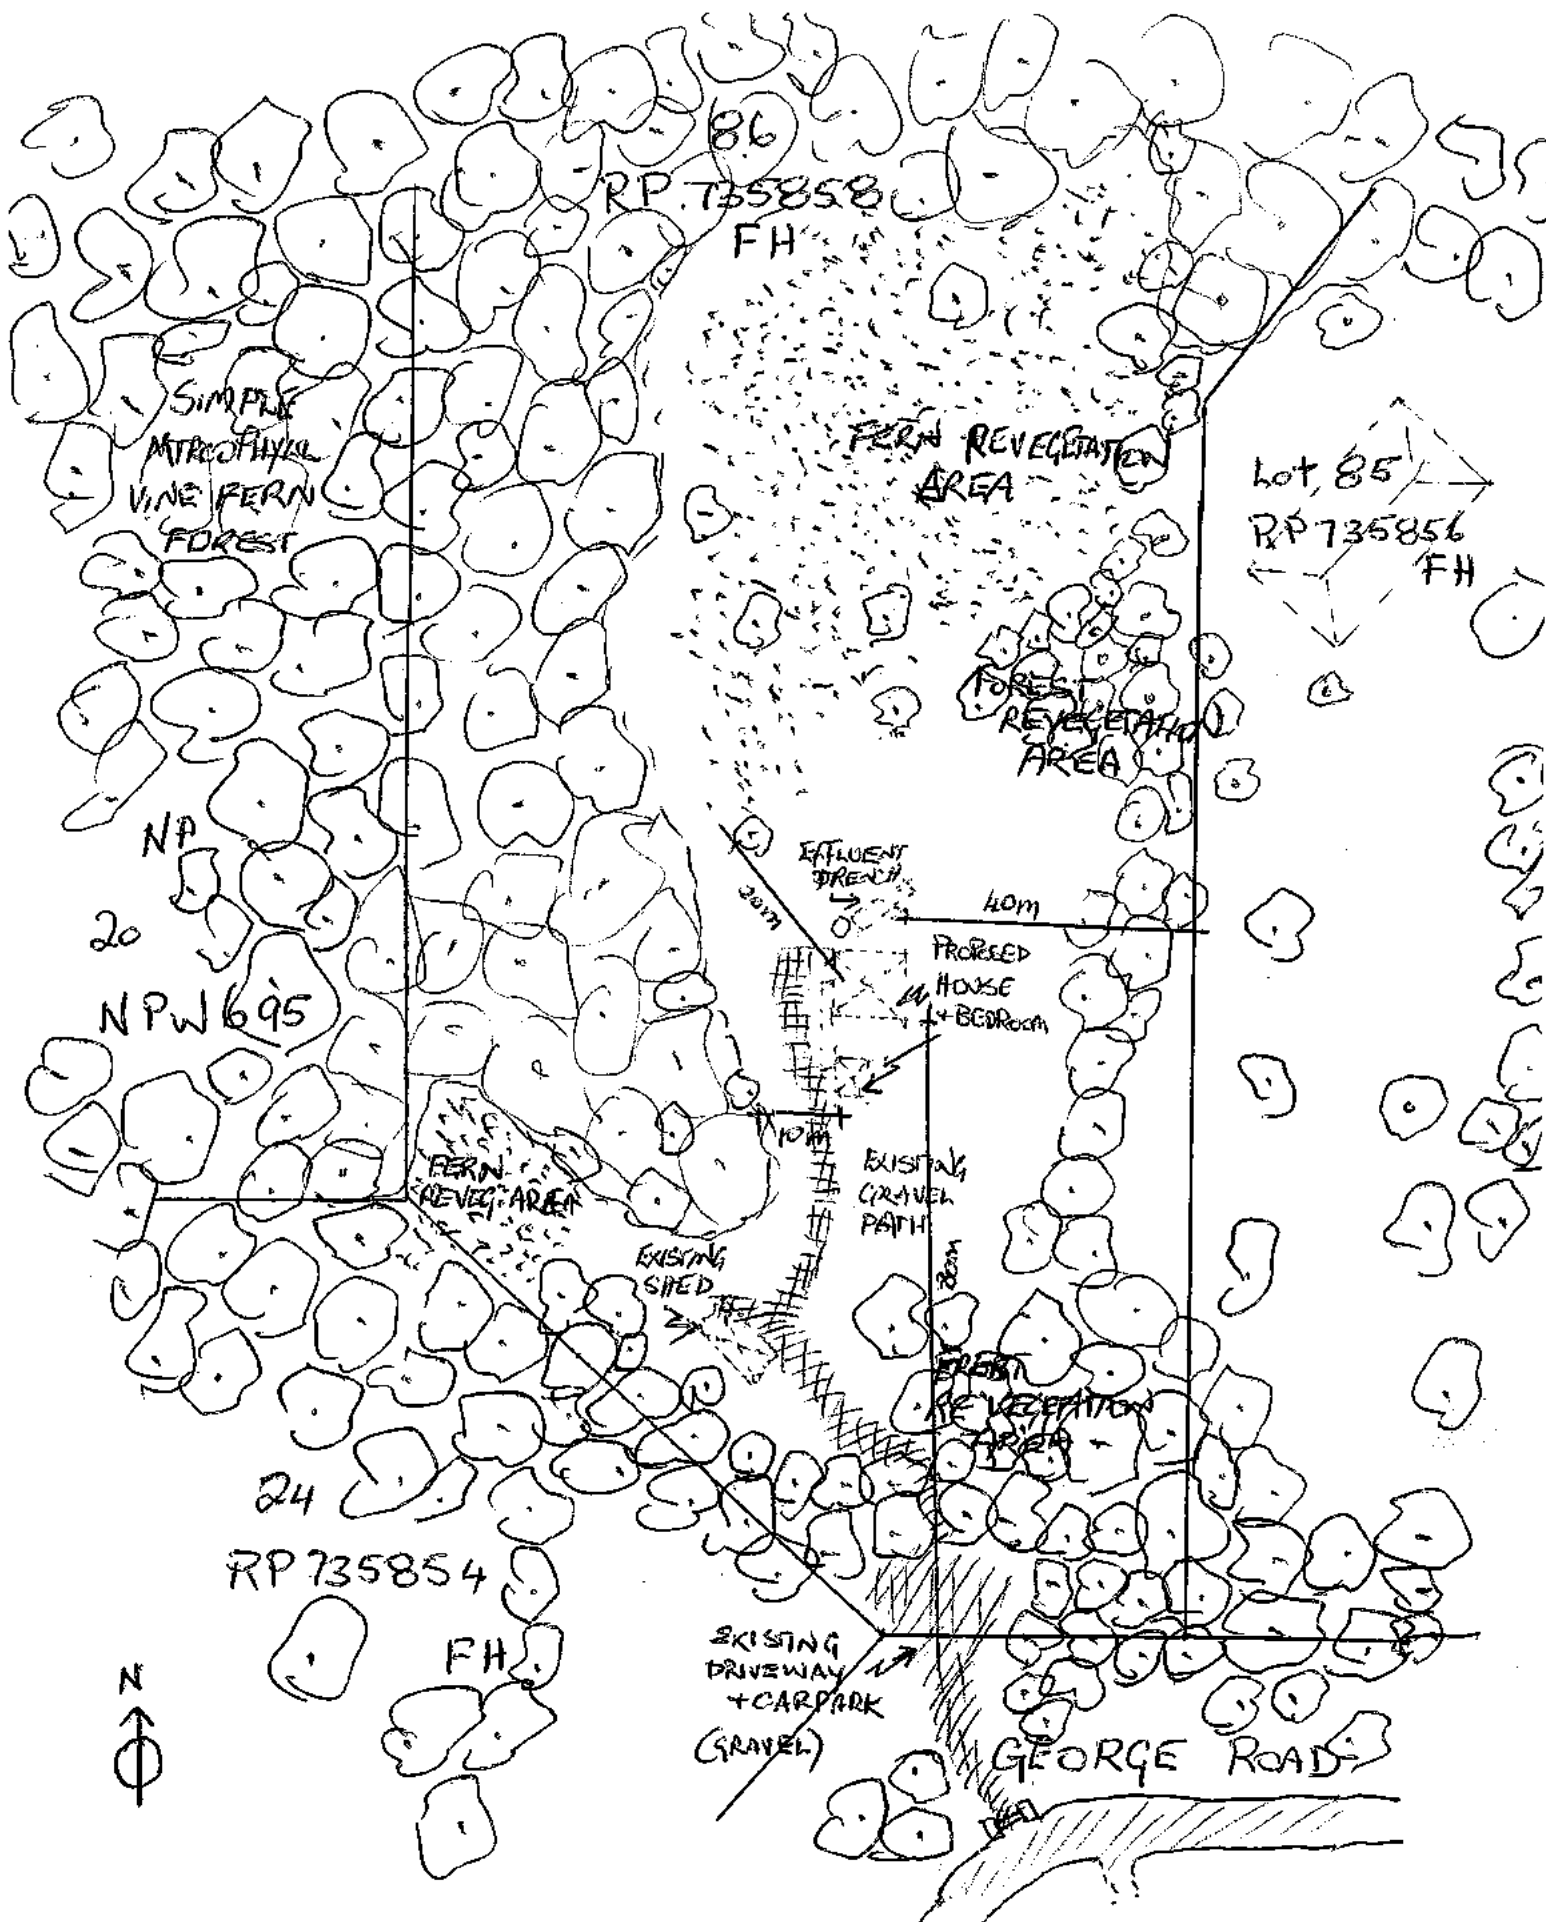 86
RP.735858
FH
SIMPLE
MICROPHYLL
VINE FERN
FOREST
FERN REVEGETATION
AREA
Lot 85
RP 735856
FH
FOREST
REVEGETATION
AREA
NP
20
NPW 695
EFFLUENT
TRENCH
20m
40m
PROPOSED
HOUSE
+ BEDROOM
10m
FERN
REVEG. AREA
EXISTING
GRAVEL
PATH
EXISTING
SHED
80m
FOREST
REVEGETATION
AREA
24
RP 735854
FH
EXISTING
DRIVEWAY
+ CARPARK
(GRAVEL)
N
GEORGE ROAD